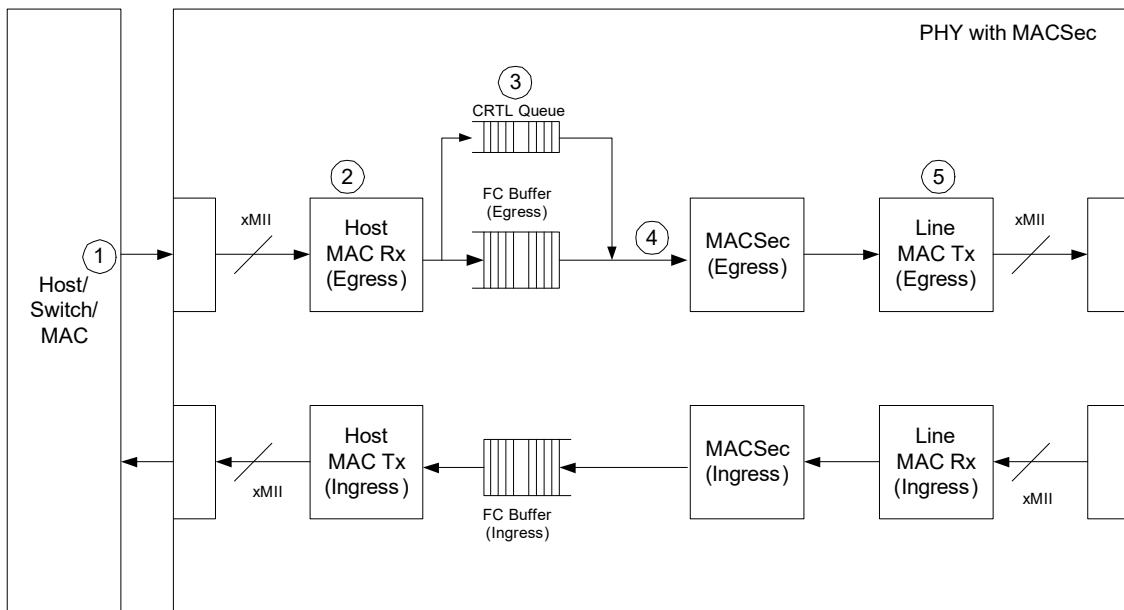 PHY with MACSec
3
CRTL Queue
2
5
FC Buffer
(Egress)
xMII
xMII
4
1
Host
MAC Rx
(Egress)
MACSec
(Egress)
Line
MAC Tx
(Egress)
Host/
Switch/
MAC
Host
MAC Tx
(Ingress)
MACSec
(Ingress)
Line
MAC Rx
(Ingress)
xMII
xMII
FC Buffer
(Ingress)